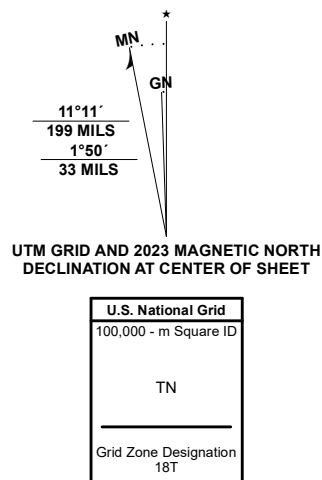 ★
MN
GN
11°11´
199 MILS
1°50´
33 MILS
UTM GRID AND 2023 MAGNETIC NORTH
DECLINATION AT CENTER OF SHEET
U.S. National Grid
100,000 - m Square ID
TN
Grid Zone Designation
18T